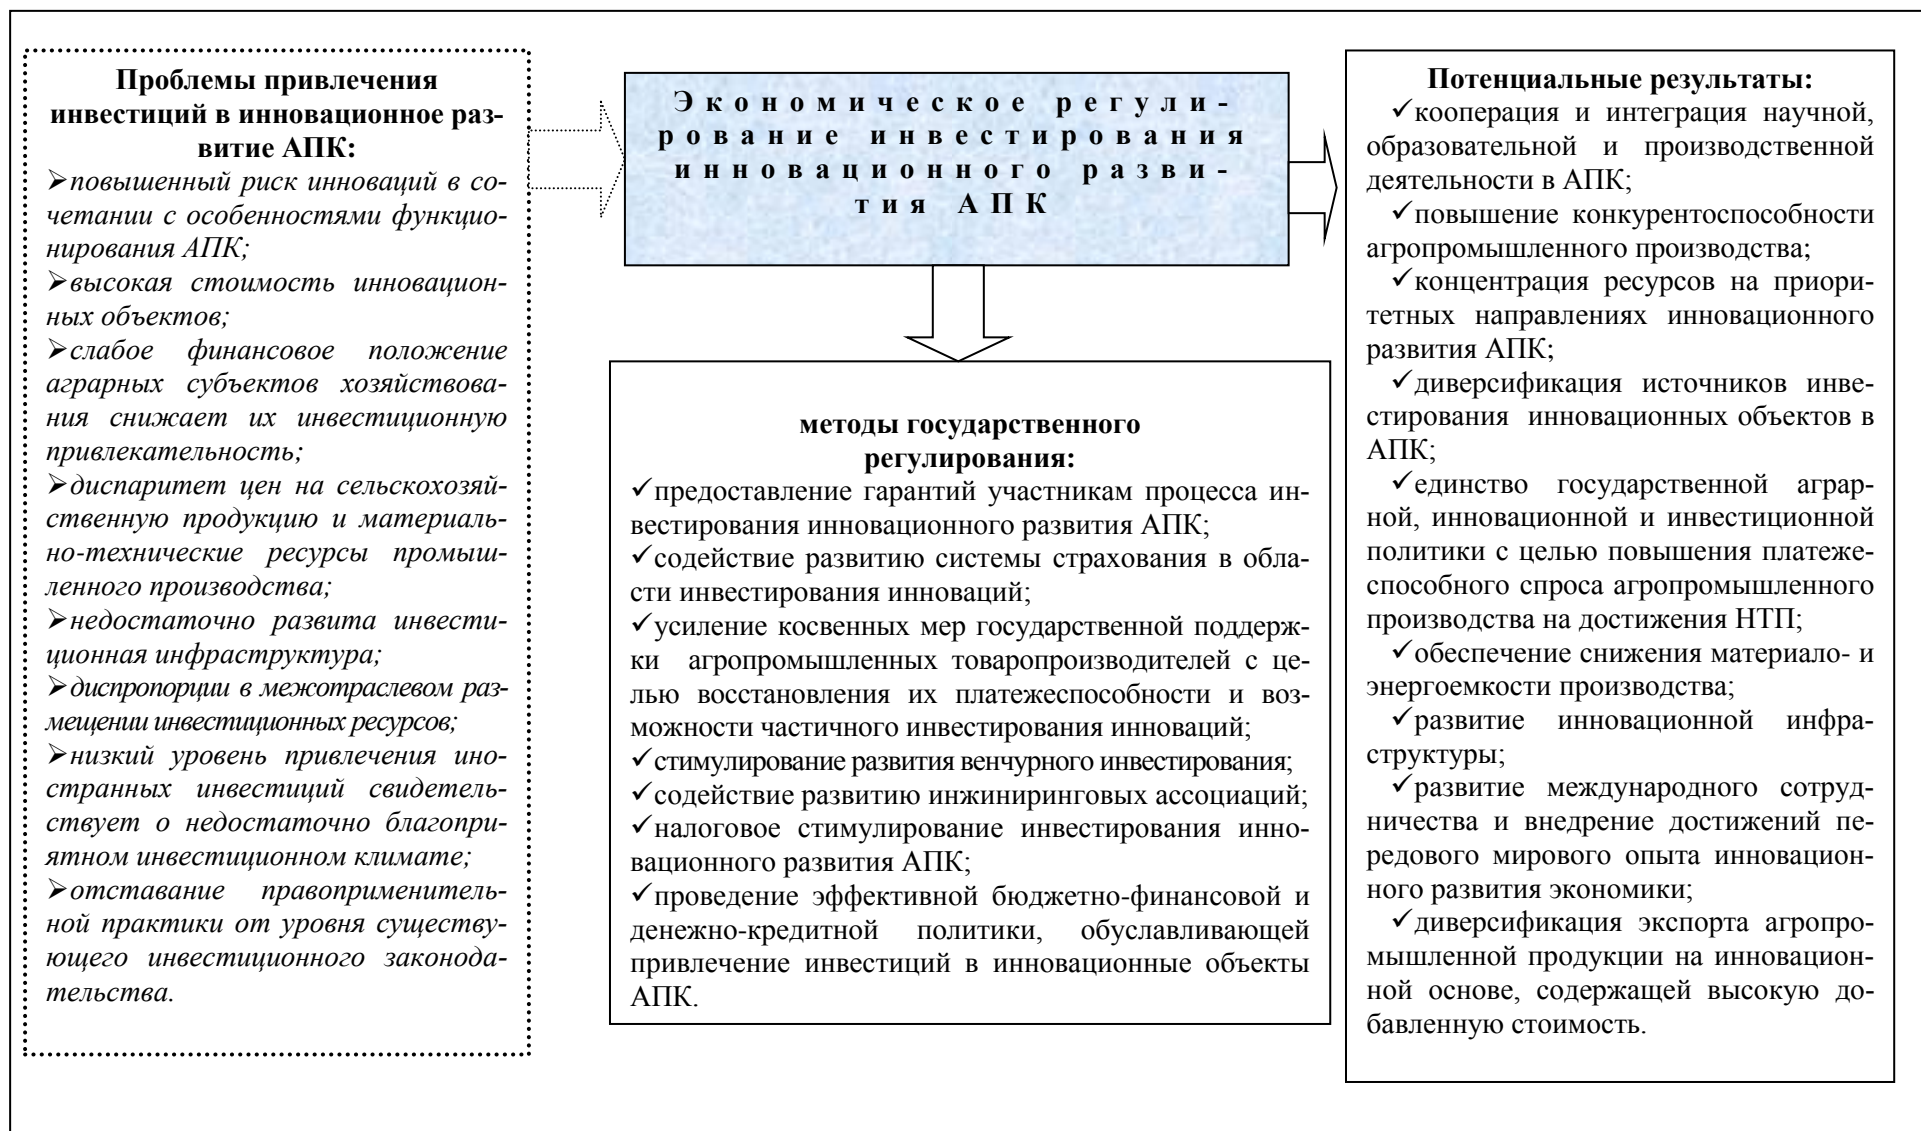 Проблемы привлечения
инвестиций в инновационное раз-
витие АПК:
➢повышенный риск инноваций в со-
четании с особенностями функцио-
нирования АПК;
➢высокая стоимость инновацион-
ных объектов;
➢слабое финансовое положение
аграрных субъектов хозяйствова-
ния снижает их инвестиционную
привлекательность;
➢диспаритет цен на сельскохозяй-
ственную продукцию и материаль-
но-технические ресурсы промыш-
ленного производства;
➢недостаточно развита инвести-
ционная инфраструктура;
➢диспропорции в межотраслевом раз-
мещении инвестиционных ресурсов;
➢низкий уровень привлечения ино-
странных инвестиций свидетель-
ствует о недостаточно благопри-
ятном инвестиционном климате;
➢отставание правоприменитель-
ной практики от уровня существу-
ющего инвестиционного законода-
тельства.
Экономическое регули-
рование инвестирования
инновационного разви-
тия АПК
методы государственного
регулирования:
✓предоставление гарантий участникам процесса ин-
вестирования инновационного развития АПК;
✓содействие развитию системы страхования в обла-
сти инвестирования инноваций;
✓усиление косвенных мер государственной поддерж-
ки агропромышленных товаропроизводителей с це-
лью восстановления их платежеспособности и воз-
можности частичного инвестирования инноваций;
✓стимулирование развития венчурного инвестирования;
✓содействие развитию инжиниринговых ассоциаций;
✓налоговое стимулирование инвестирования инно-
вационного развития АПК;
✓проведение эффективной бюджетно-финансовой и
денежно-кредитной политики, обуславливающей
привлечение инвестиций в инновационные объекты
АПК.
Потенциальные результаты:
✓кооперация и интеграция научной,
образовательной и производственной
деятельности в АПК;
✓повышение конкурентоспособности
агропромышленного производства;
✓концентрация ресурсов на приори-
тетных направлениях инновационного
развития АПК;
✓диверсификация источников инве-
стирования инновационных объектов в
АПК;
✓единство государственной аграр-
ной, инновационной и инвестиционной
политики с целью повышения платеже-
способного спроса агропромышленного
производства на достижения НТП;
✓обеспечение снижения материало- и
энергоемкости производства;
✓развитие инновационной инфра-
структуры;
✓развитие международного сотруд-
ничества и внедрение достижений пе-
редового мирового опыта инновацион-
ного развития экономики;
✓диверсификация экспорта агропро-
мышленной продукции на инновацион-
ной основе, содержащей высокую до-
бавленную стоимость.